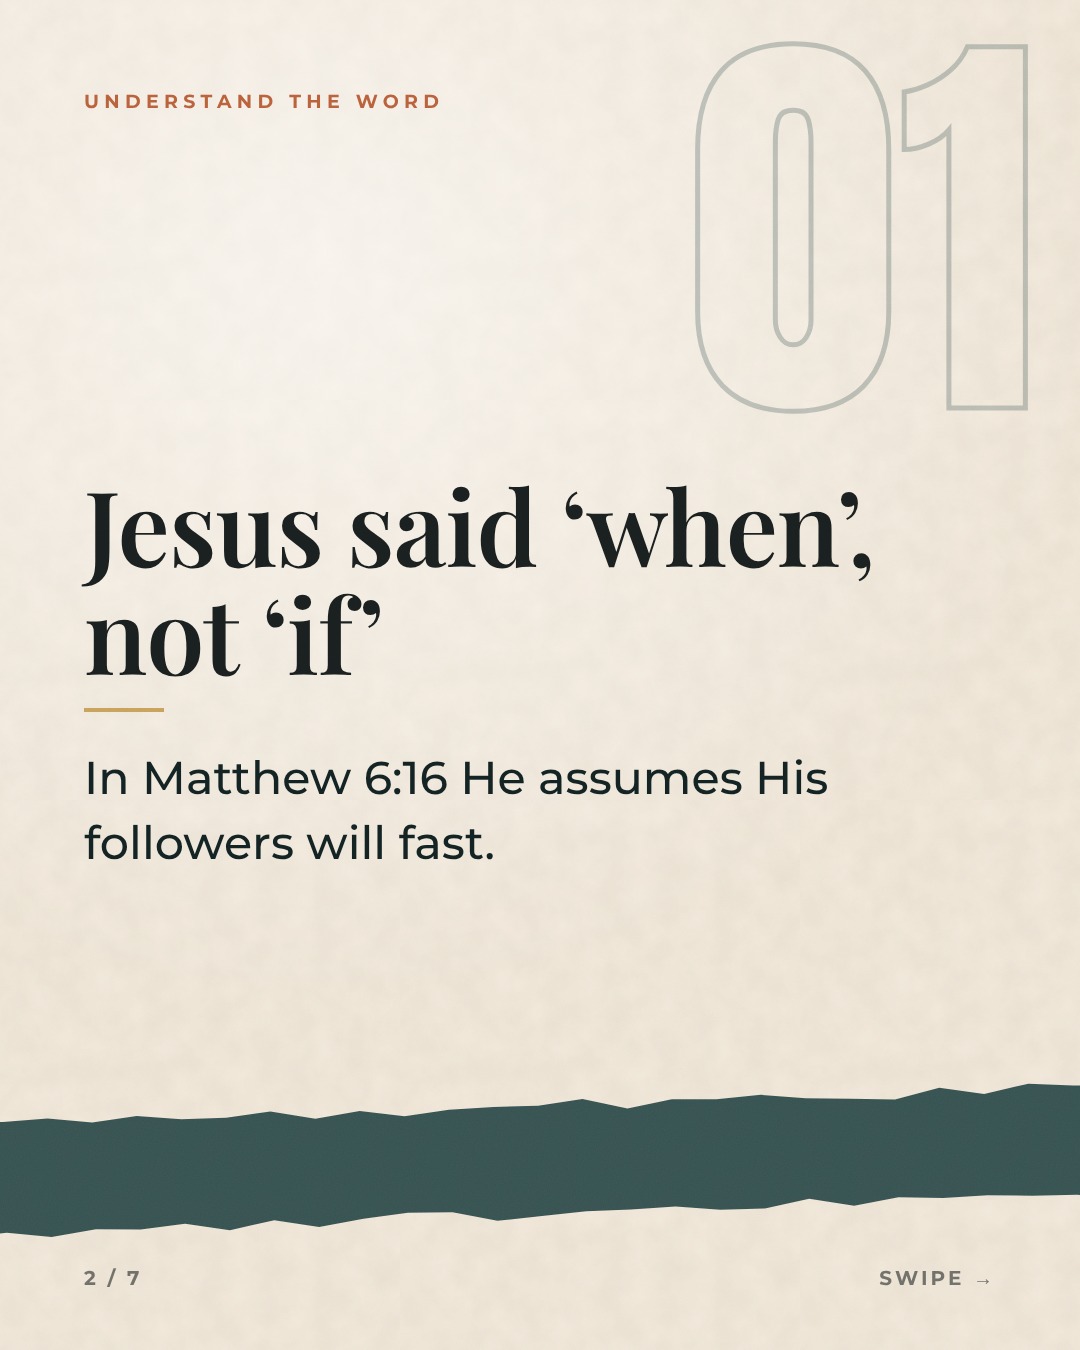 UNDERSTAND THE WORD
01
Jesus said ‘when’,
not ‘if’
In Matthew 6:16 He assumes His
followers will fast.
2 / 7
SWIPE →